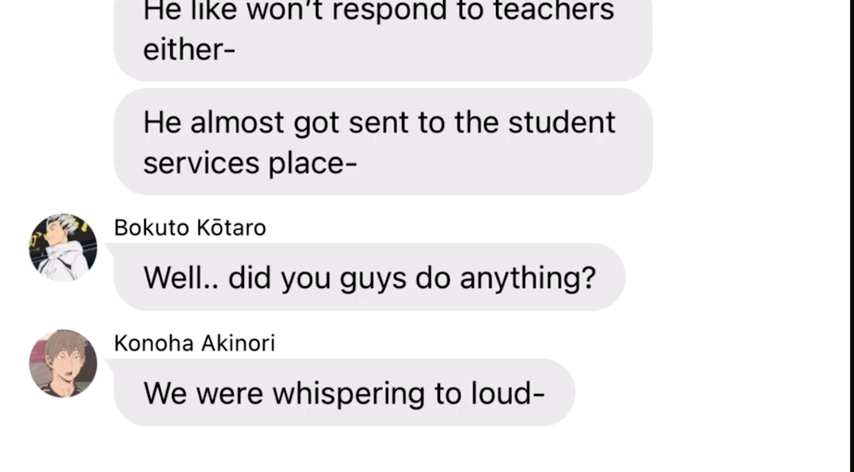 He like won't respond to teachers
either-
He almost got sent to the student
services place-
Bokuto Kōtaro
Well.. did you guys do anything?
Konoha Akinori
We were whispering to loud-